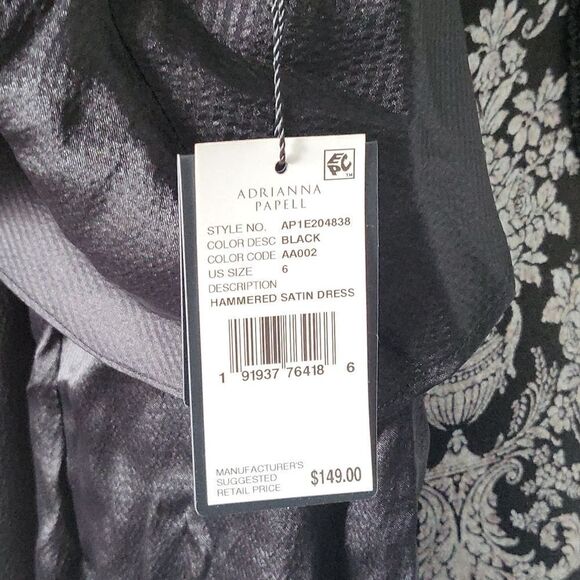 EPC™
ADRIANNA
PAPELL
STYLE NO. AP1E204838
COLOR DESC BLACK
COLOR CODE AA002
US SIZE 6
DESCRIPTION
HAMMERED SATIN DRESS
1 91937 76418 6
MANUFACTURER'S
SUGGESTED
RETAIL PRICE $149.00